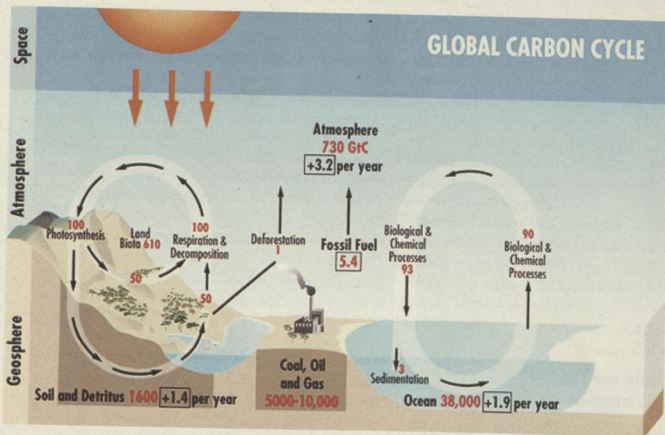 GLOBAL CARBON CYCLE
Space
Atmosphere
Geosphere
Atmosphere
730 GtC
+3.2 per year
100
Photosynthesis
Land
Biota 610
100
Respiration &
Decomposition
50
50
Deforestation
1
Fossil Fuel
5.4
Biological &
Chemical
Processes
93
90
Biological &
Chemical
Processes
3
Sedimentation
Soil and Detritus 1600 +1.4 per year
Coal, Oil
and Gas
5000-10,000
Ocean 38,000 +1.9 per year